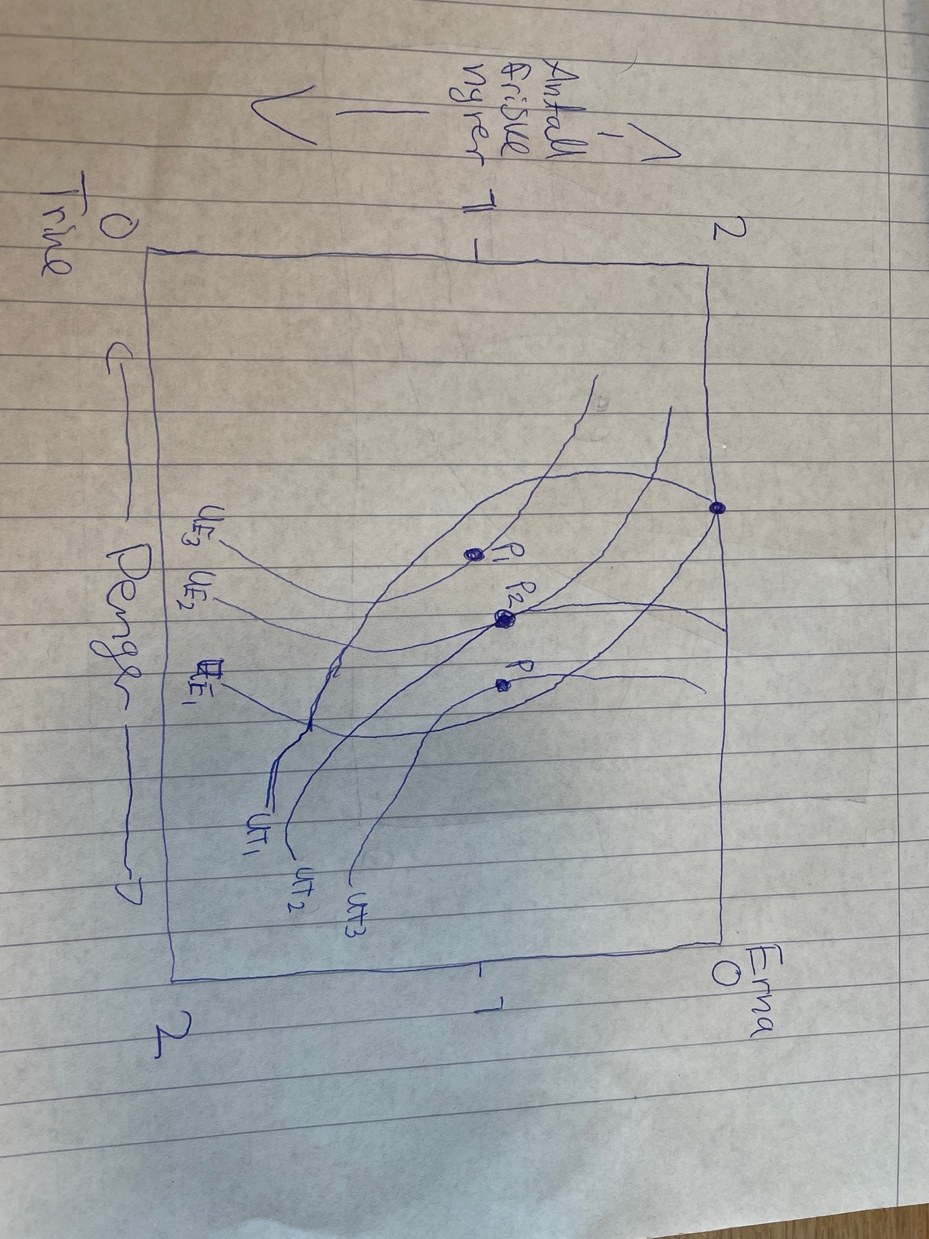 Erna
2
0
Antall
friske
nyrer
1
1
P1
P2
P
UT3
UT2
UT1
UE3
UE2
UE1
2
0
Penger
Trine